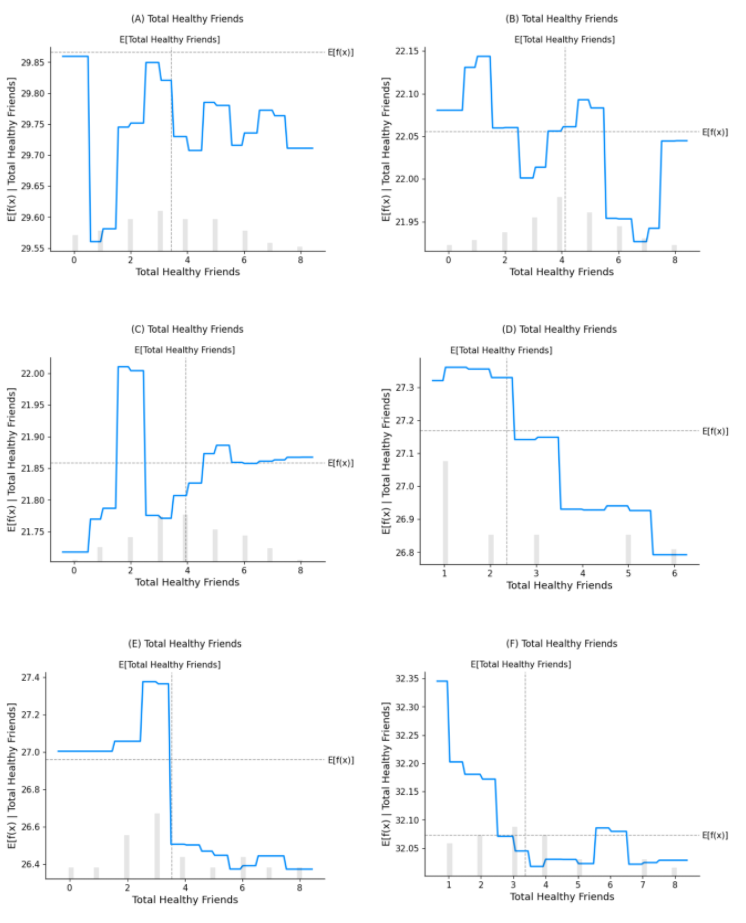 (A) Total Healthy Friends
E[Total Healthy Friends]
E[f(x)]
29.85
29.80
29.75
29.70
29.65
29.60
29.55
E[f(x) | Total Healthy Friends]
0 2 4 6 8
Total Healthy Friends
(B) Total Healthy Friends
E[Total Healthy Friends]
22.15
22.10
22.05
22.00
21.95
E[f(x)]
E[f(x) | Total Healthy Friends]
0 2 4 6 8
Total Healthy Friends
(C) Total Healthy Friends
E[Total Healthy Friends]
22.00
21.95
21.90
21.85
21.80
21.75
E[f(x)]
E[f(x) | Total Healthy Friends]
0 2 4 6 8
Total Healthy Friends
(D) Total Healthy Friends
E[Total Healthy Friends]
27.3
27.2
27.1
27.0
26.9
26.8
E[f(x)]
E[f(x) | Total Healthy Friends]
1 2 3 4 5 6
Total Healthy Friends
(E) Total Healthy Friends
E[Total Healthy Friends]
27.4
27.2
27.0
26.8
26.6
26.4
E[f(x)]
E[f(x) | Total Healthy Friends]
0 2 4 6 8
Total Healthy Friends
(F) Total Healthy Friends
E[Total Healthy Friends]
32.35
32.30
32.25
32.20
32.15
32.10
32.05
E[f(x)]
E[f(x) | Total Healthy Friends]
1 2 3 4 5 6 7 8
Total Healthy Friends